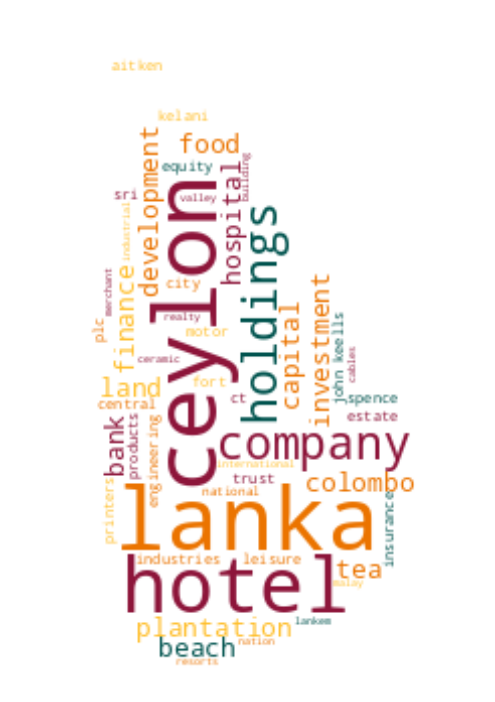 aitken
kelani
food
equity
development
sri
valley
building
hospital
industrial
ceylon
holdings
merchant
city
finance
realty
plc
motor
capital
investment
john keells
ceramic
cables
land
fort
ct
spence
central
estate
bank
products
engineering
company
printers
international
trust
colombo
national
lanka
insurance
industries
leisure
tea
hotel
malay
plantation
lankem
beach
nation
resorts